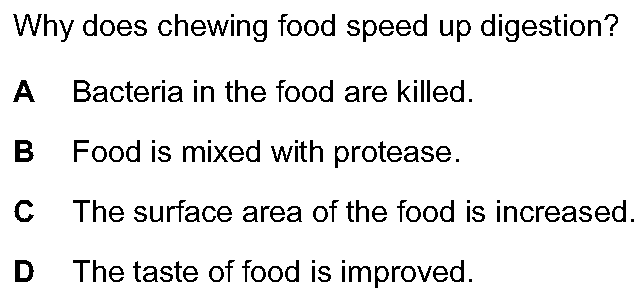 Why does chewing food speed up digestion?
A Bacteria in the food are killed.
B Food is mixed with protease.
C The surface area of the food is increased.
D The taste of food is improved.